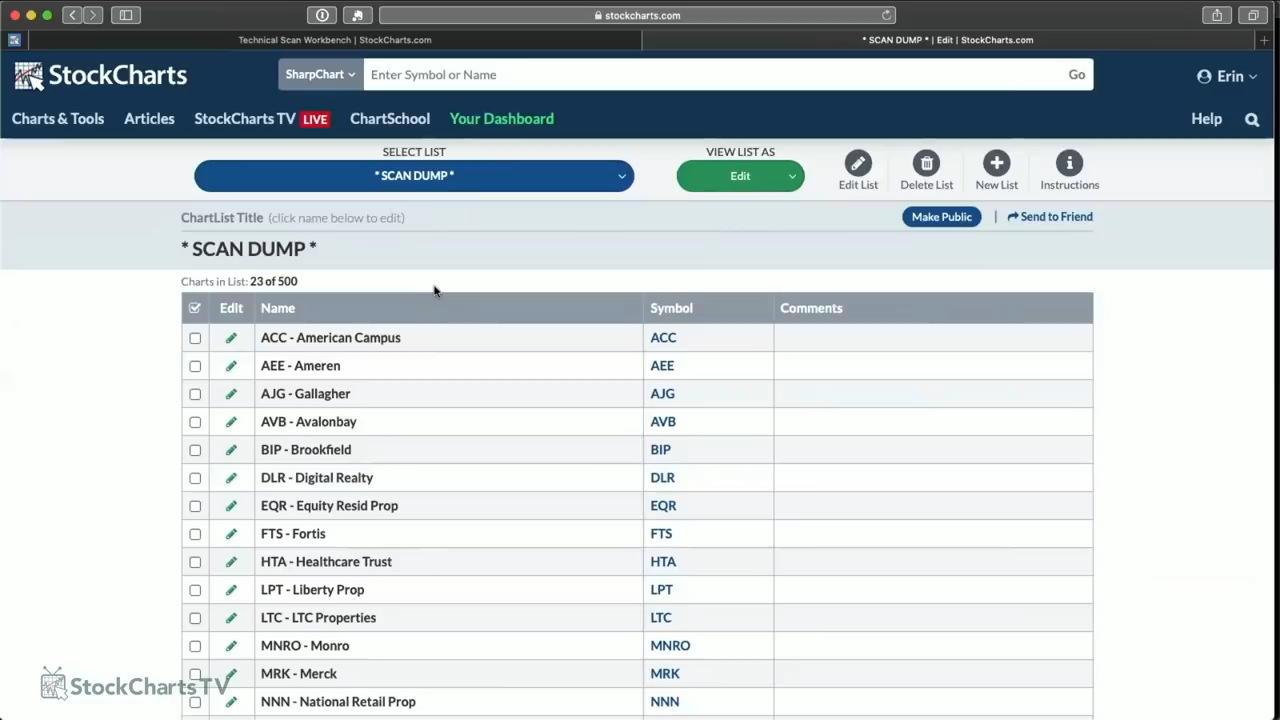 stockcharts.com
Technical Scan Workbench | StockCharts.com
* SCAN DUMP * | Edit | StockCharts.com
StockCharts
SharpChart
Enter Symbol or Name
Go
Erin
Charts & Tools
Articles
StockCharts TV LIVE
ChartSchool
Your Dashboard
Help
SELECT LIST
* SCAN DUMP *
VIEW LIST AS
Edit
Edit List
Delete List
New List
Instructions
ChartList Title (click name below to edit)
Make Public | Send to Friend
* SCAN DUMP *
Charts in List: 23 of 500
Edit Name Symbol Comments
ACC - American Campus ACC
AEE - Ameren AEE
AJG - Gallagher AJG
AVB - Avalonbay AVB
BIP - Brookfield BIP
DLR - Digital Realty DLR
EQR - Equity Resid Prop EQR
FTS - Fortis FTS
HTA - Healthcare Trust HTA
LPT - Liberty Prop LPT
LTC - LTC Properties LTC
MNRO - Monro MNRO
MRK - Merck MRK
StockChartsTV
NNN - National Retail Prop NNN